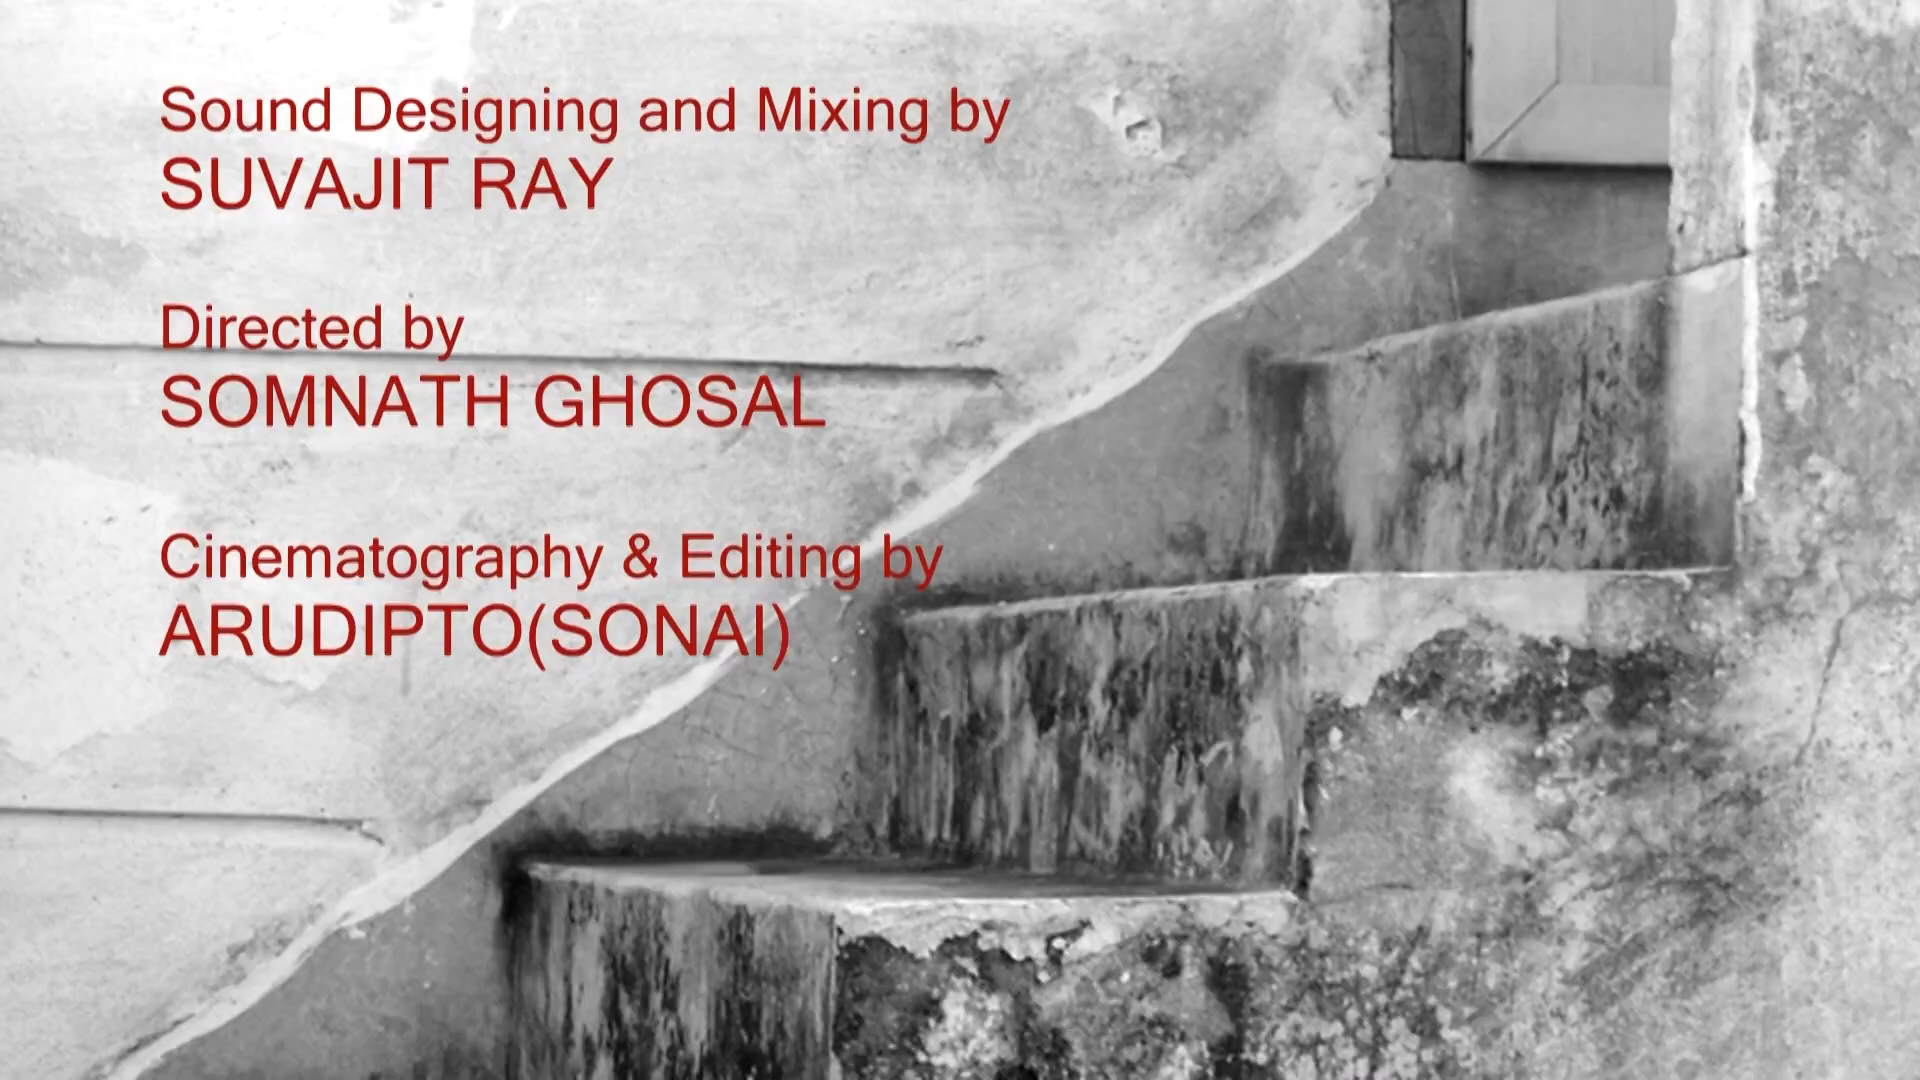 Sound Designing and Mixing by
SUVAJIT RAY
Directed by
SOMNATH GHOSAL
Cinematography & Editing by
ARUDIPTO(SONAI)